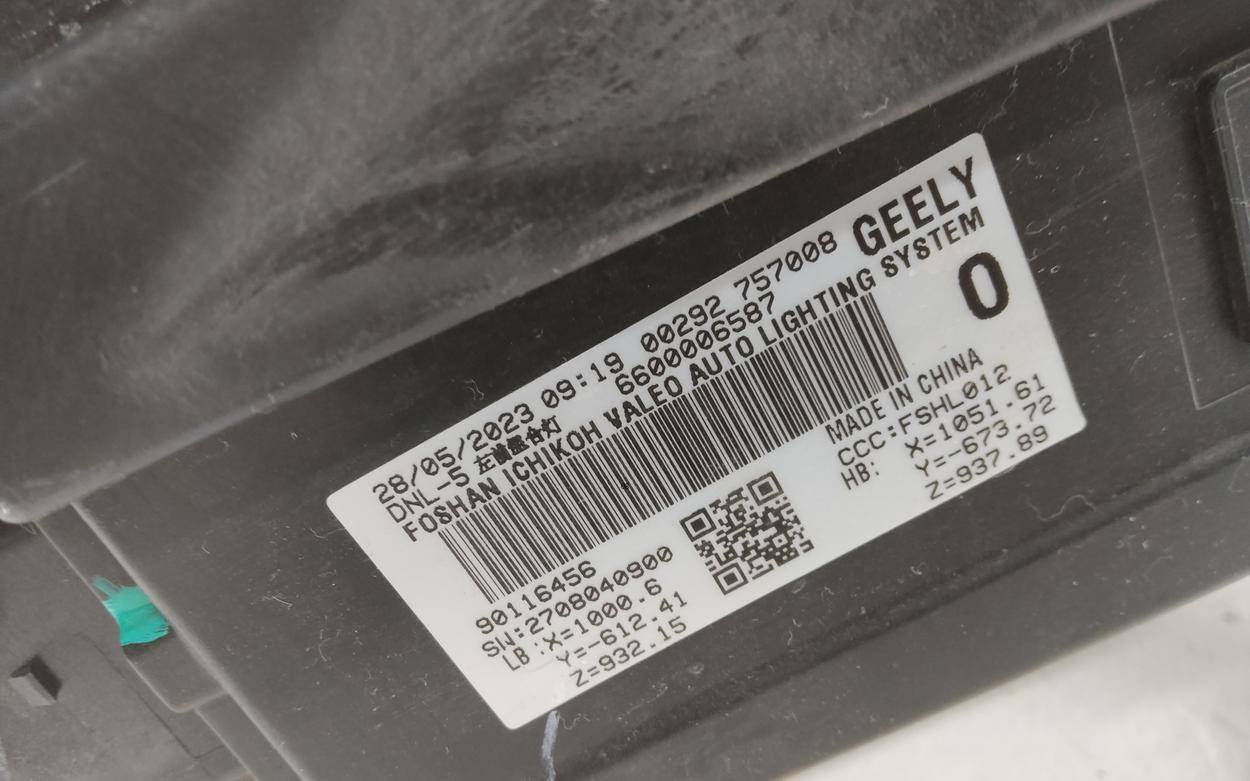 28/05/2023 09:19 00292 757008 GEELY
DNL-5 左前组合灯 6600006587
FOSHAN ICHIKOH VALEO AUTO LIGHTING SYSTEM
0
90116456
SW:2708040900
LB :X=1000.6
Y=-612.41
Z=932.15
MADE IN CHINA
CCC:FSHL012
HB: X=1051.61
Y=-673.72
Z=937.89